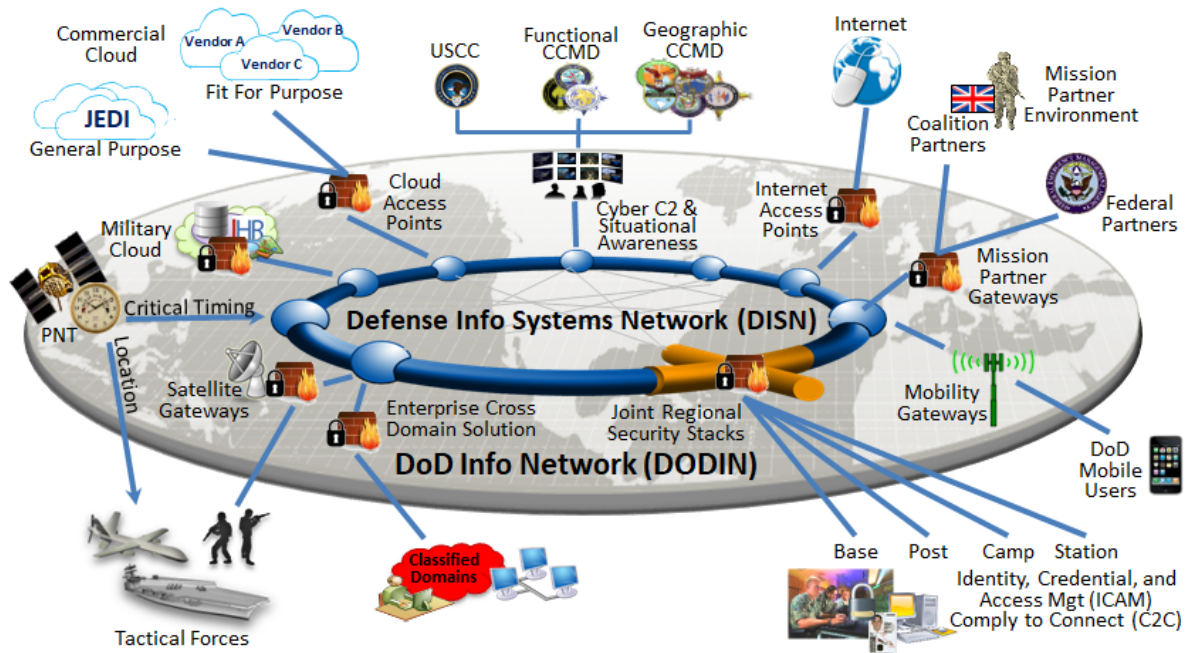 Commercial
Cloud
Vendor A
Vendor B
Vendor C
Fit For Purpose
JEDI
General Purpose
USCC
Functional
CCMD
Geographic
CCMD
Internet
Mission
Partner
Environment
Coalition
Partners
Federal
Partners
Cloud
Access
Points
Cyber C2 &
Situational
Awareness
Internet
Access
Points
Mission
Partner
Gateways
Military
Cloud
IHR
PNT
Critical Timing
Location
Defense Info Systems Network (DISN)
Satellite
Gateways
Enterprise Cross
Domain Solution
Joint Regional
Security Stacks
Mobility
Gateways
DoD
Mobile
Users
DoD Info Network (DODIN)
Tactical Forces
Classified
Domains
Base
Post
Camp
Station
Identity, Credential, and
Access Mgt (ICAM)
Comply to Connect (C2C)